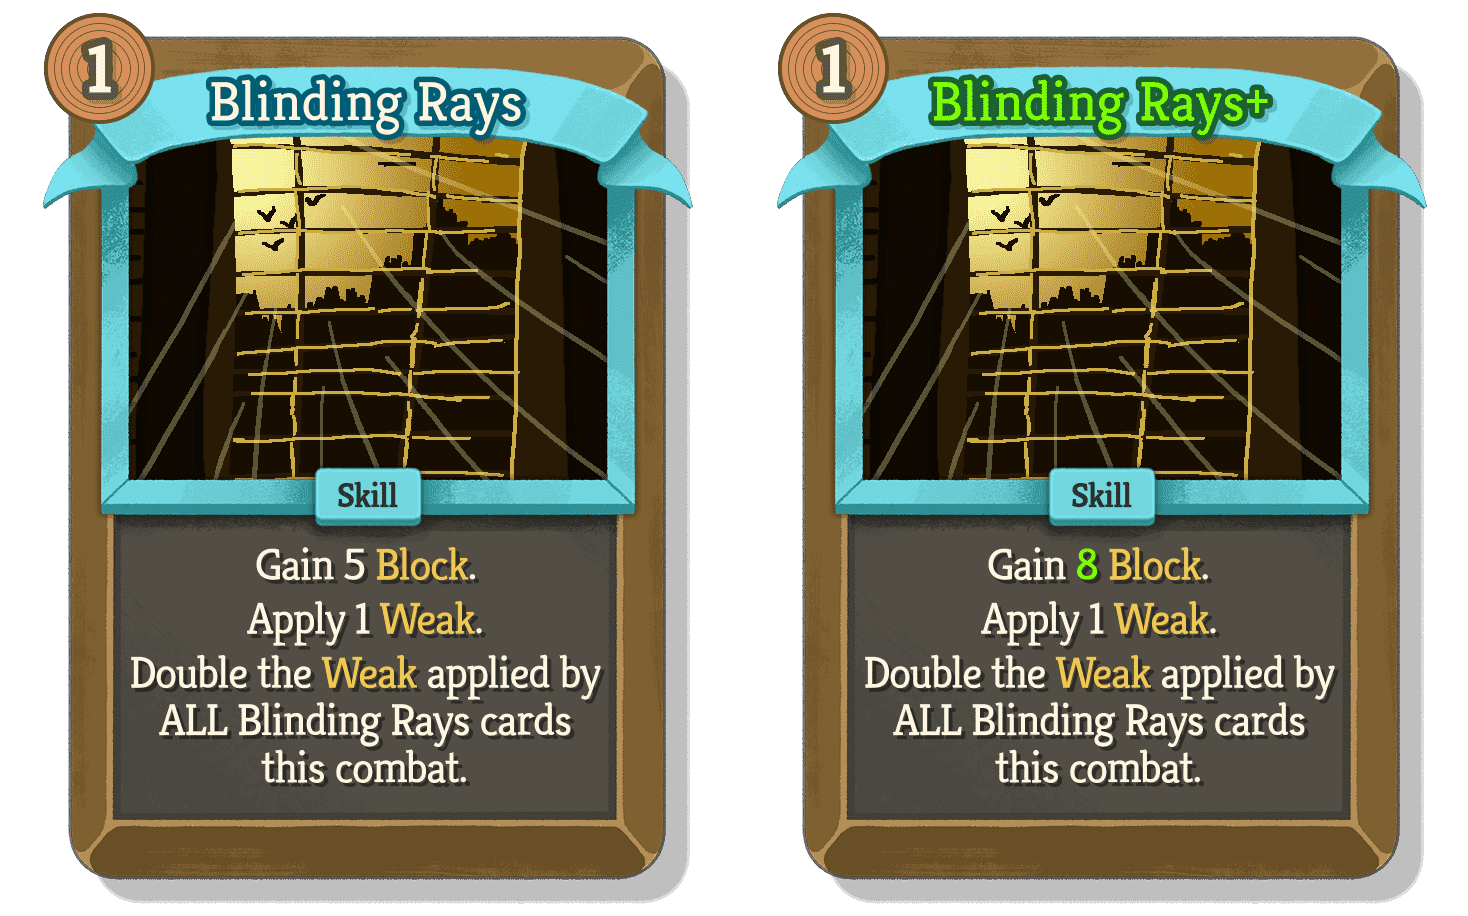 1
Blinding Rays
Skill
Gain 5 Block.
Apply 1 Weak.
Double the Weak applied by
ALL Blinding Rays cards
this combat.
1
Blinding Rays+
Skill
Gain 8 Block.
Apply 1 Weak.
Double the Weak applied by
ALL Blinding Rays cards
this combat.